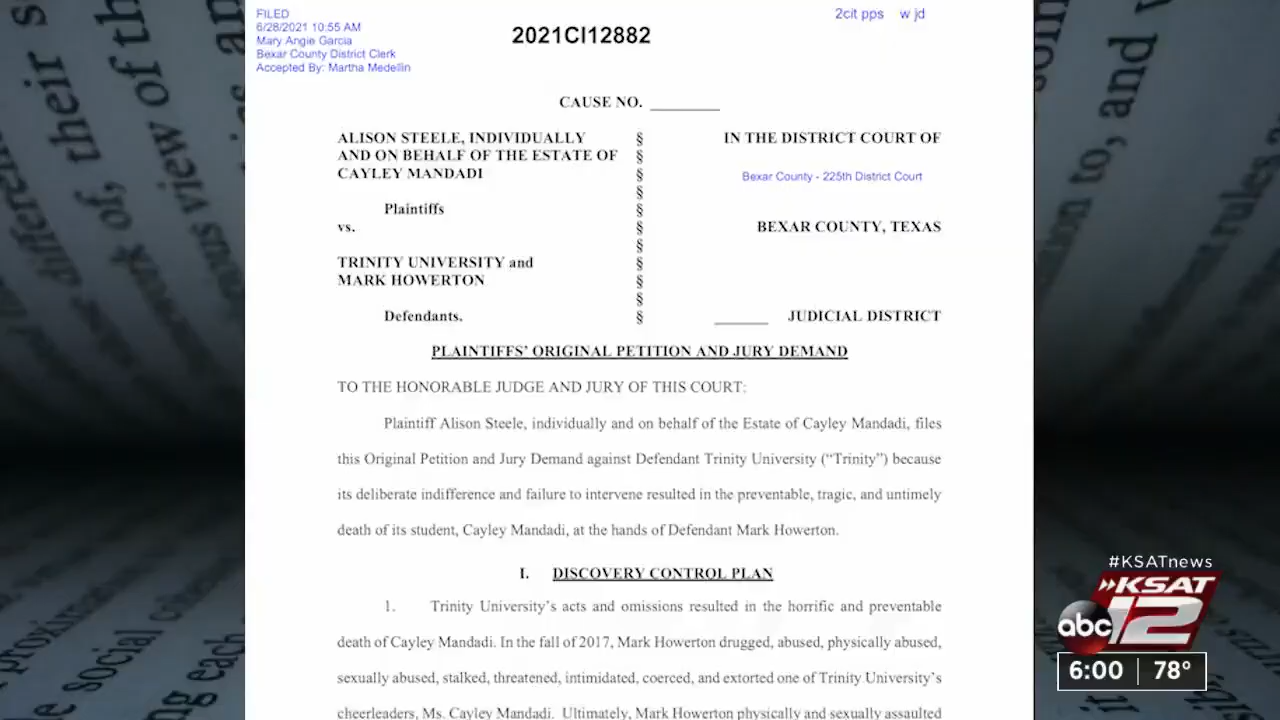 FILED
6/28/2021 10:55 AM
Mary Angie Garcia
Bexar County District Clerk
Accepted By: Martha Medellin
2021CI12882
2cit pps w jd
CAUSE NO. ________
ALISON STEELE, INDIVIDUALLY § IN THE DISTRICT COURT OF
AND ON BEHALF OF THE ESTATE OF §
CAYLEY MANDADI § Bexar County - 225th District Court
§
Plaintiffs §
vs. § BEXAR COUNTY, TEXAS
§
TRINITY UNIVERSITY and §
MARK HOWERTON §
§
Defendants. § ______ JUDICIAL DISTRICT
PLAINTIFFS’ ORIGINAL PETITION AND JURY DEMAND
TO THE HONORABLE JUDGE AND JURY OF THIS COURT:
Plaintiff Alison Steele, individually and on behalf of the Estate of Cayley Mandadi, files
this Original Petition and Jury Demand against Defendant Trinity University (“Trinity”) because
its deliberate indifference and failure to intervene resulted in the preventable, tragic, and untimely
death of its student, Cayley Mandadi, at the hands of Defendant Mark Howerton.
I. DISCOVERY CONTROL PLAN
1. Trinity University’s acts and omissions resulted in the horrific and preventable
death of Cayley Mandadi. In the fall of 2017, Mark Howerton drugged, abused, physically abused,
sexually abused, stalked, threatened, intimidated, coerced, and extorted one of Trinity University’s
cheerleaders, Ms. Cayley Mandadi. Ultimately, Mark Howerton physically and sexually assaulted
#KSATnews
KSAT
abc 12
6:00 78°